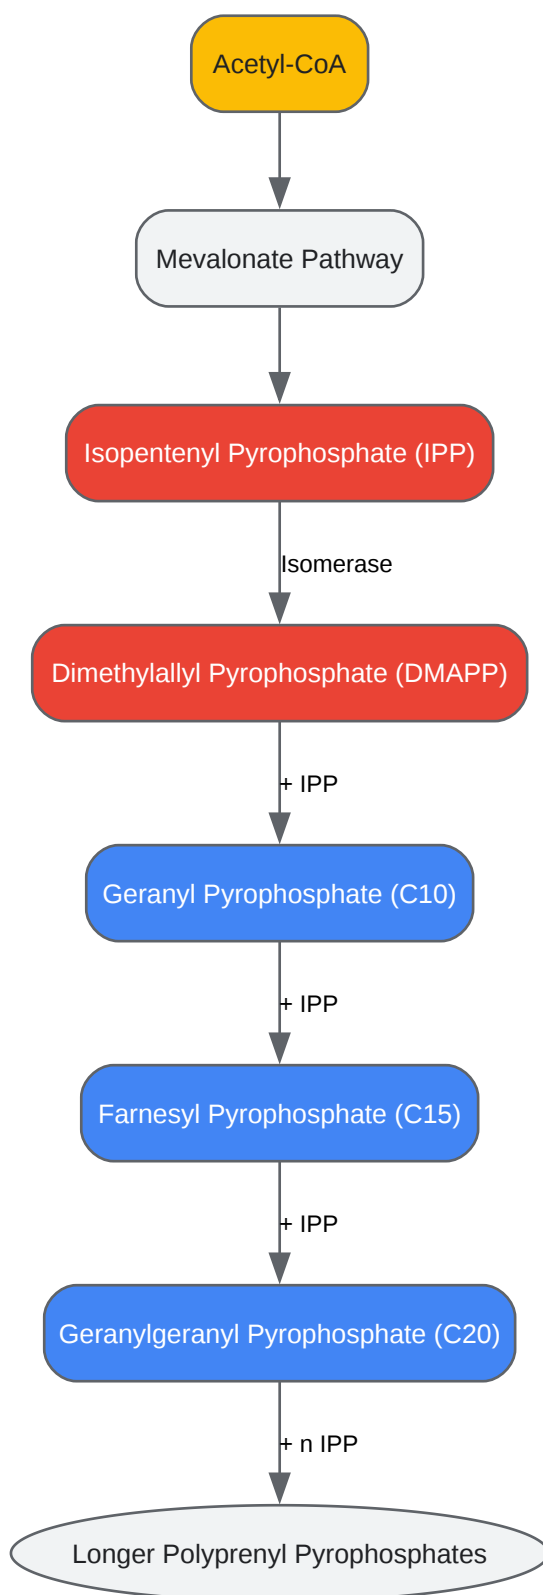 Acetyl-CoA
Mevalonate Pathway
Isopentenyl Pyrophosphate (IPP)
Isomerase
Dimethylallyl Pyrophosphate (DMAPP)
+ IPP
Geranyl Pyrophosphate (C10)
+ IPP
Farnesyl Pyrophosphate (C15)
+ IPP
Geranylgeranyl Pyrophosphate (C20)
+ n IPP
Longer Polyprenyl Pyrophosphates